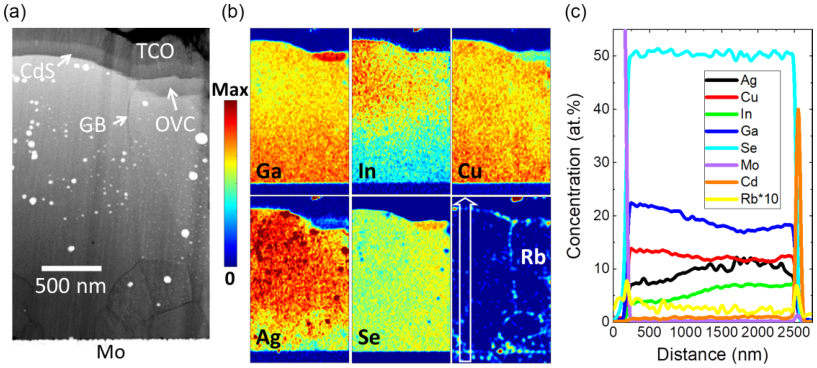 (a)
TCO
CdS
GB
OVC
500 nm
Mo
(b)
Max
0
Ga
In
Cu
Ag
Se
Rb
(c)
Concentration (at.%)
50
40
30
20
10
0
Ag
Cu
In
Ga
Se
Mo
Cd
Rb*10
0 500 1000 1500 2000 2500
Distance (nm)